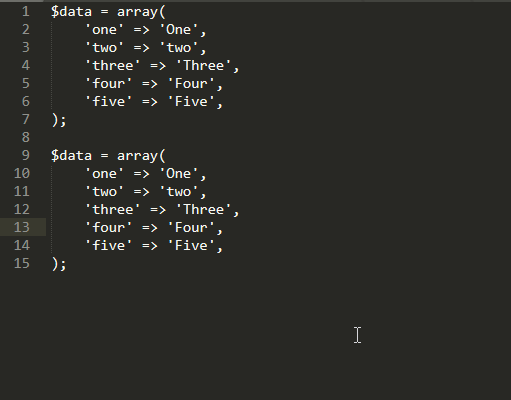 1 $data = array(
2     'one' => 'One',
3     'two' => 'two',
4     'three' => 'Three',
5     'four' => 'Four',
6     'five' => 'Five',
7 );
8
9 $data = array(
10     'one' => 'One',
11     'two' => 'two',
12     'three' => 'Three',
13     'four' => 'Four',
14     'five' => 'Five',
15 );